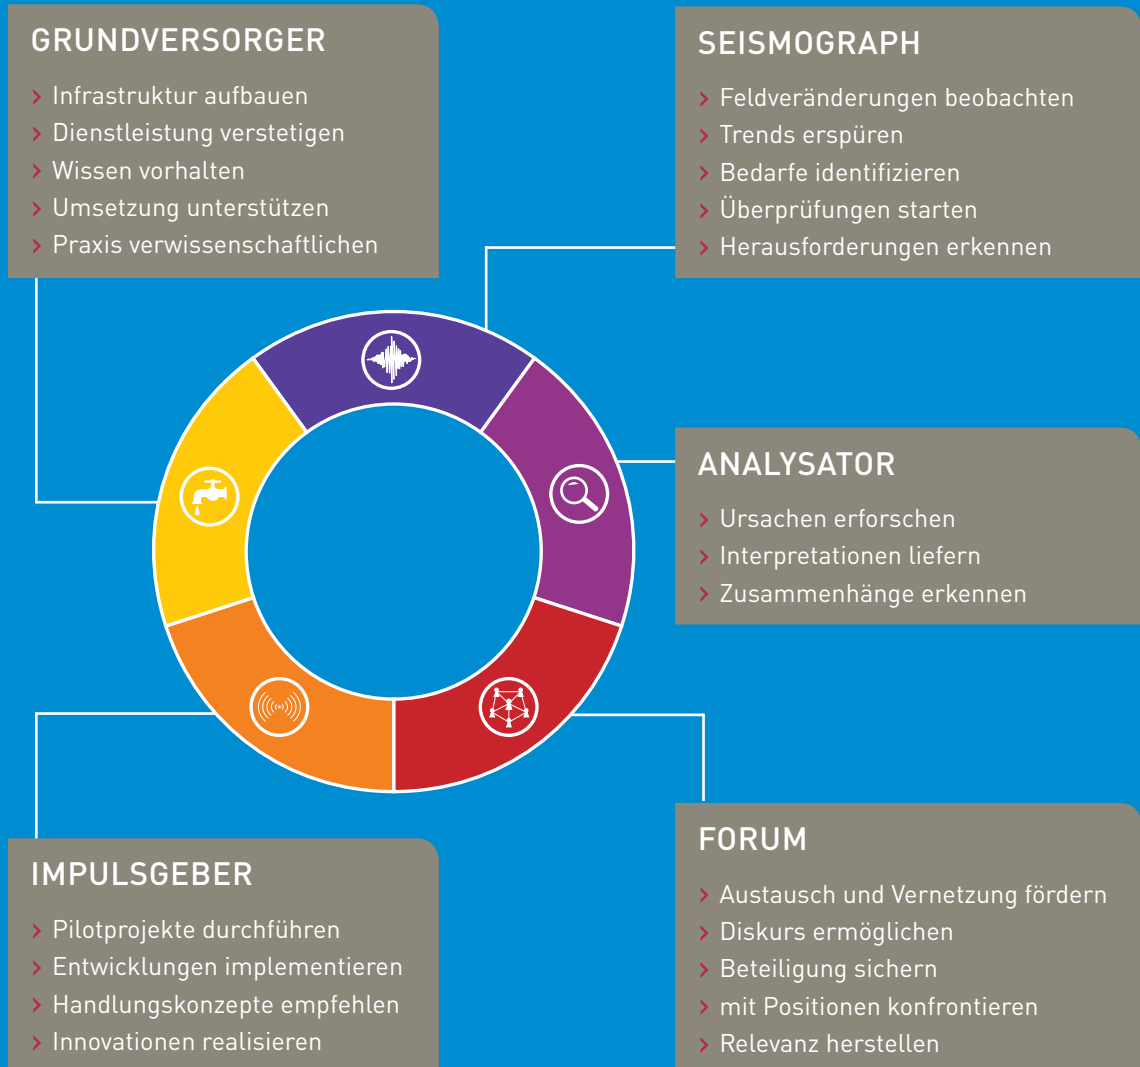 GRUNDVERSORGER
› Infrastruktur aufbauen
› Dienstleistung verstetigen
› Wissen vorhalten
› Umsetzung unterstützen
› Praxis verwissenschaftlichen
SEISMOGRAPH
› Feldveränderungen beobachten
› Trends erspüren
› Bedarfe identifizieren
› Überprüfungen starten
› Herausforderungen erkennen
ANALYSATOR
› Ursachen erforschen
› Interpretationen liefern
› Zusammenhänge erkennen
IMPULSGEBER
› Pilotprojekte durchführen
› Entwicklungen implementieren
› Handlungskonzepte empfehlen
› Innovationen realisieren
FORUM
› Austausch und Vernetzung fördern
› Diskurs ermöglichen
› Beteiligung sichern
› mit Positionen konfrontieren
› Relevanz herstellen